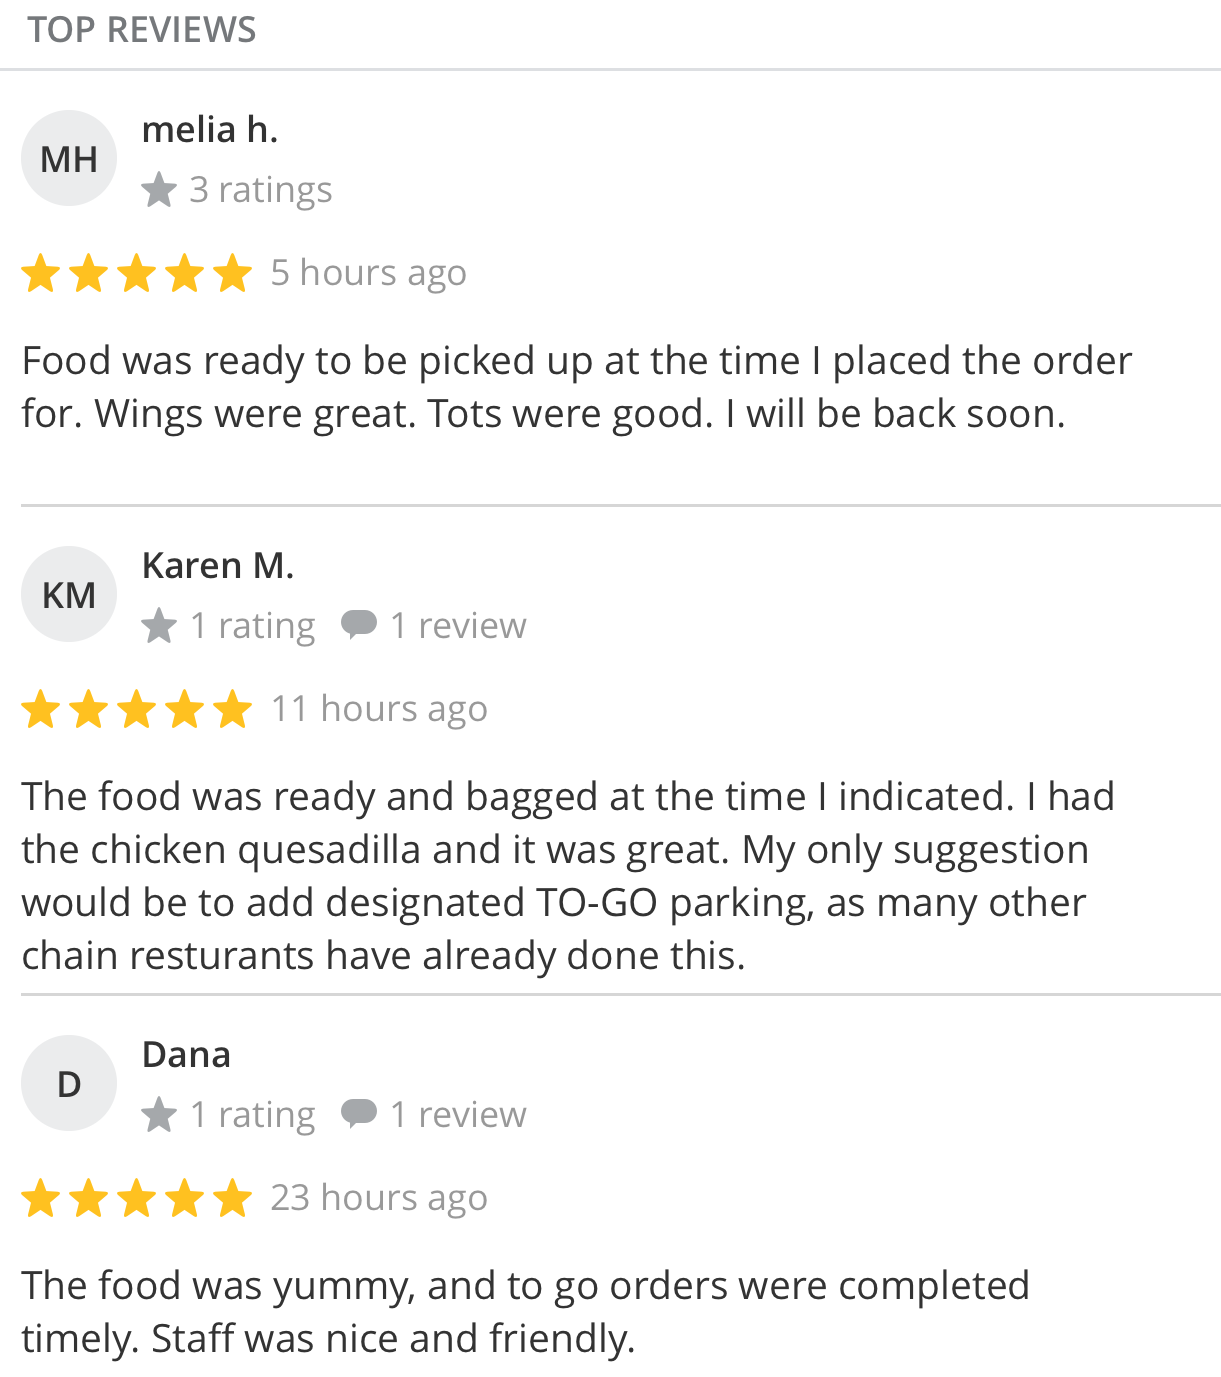 TOP REVIEWS
MH
melia h.
3 ratings
5 hours ago
Food was ready to be picked up at the time I placed the order
for. Wings were great. Tots were good. I will be back soon.
KM
Karen M.
1 rating 1 review
11 hours ago
The food was ready and bagged at the time I indicated. I had
the chicken quesadilla and it was great. My only suggestion
would be to add designated TO-GO parking, as many other
chain resturants have already done this.
D
Dana
1 rating 1 review
23 hours ago
The food was yummy, and to go orders were completed
timely. Staff was nice and friendly.